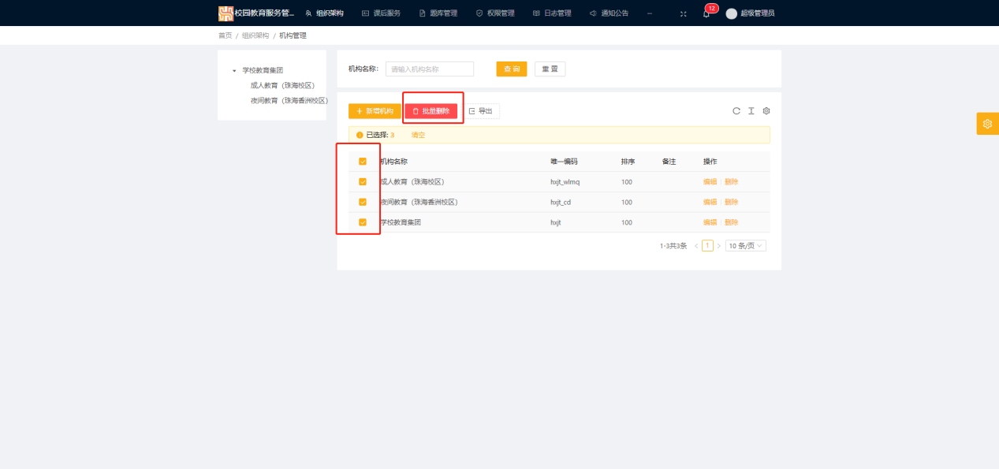 校园教育服务管... 组织架构 课后服务 题库管理 权限管理 日志管理 通知公告 ... 12 超级管理员
首页 / 组织架构 / 机构管理
学校教育集团
成人教育（珠海校区）
夜间教育（珠海香洲校区）
机构名称: 请输入机构名称 查 询 重 置
+ 新增机构 批量删除 导出
已选择: 3 清空
机构名称 唯一编码 排序 备注 操作
成人教育（珠海校区） hxjt_wlmq 100 编辑 删除
夜间教育（珠海香洲校区） hxjt_cd 100 编辑 删除
学校教育集团 hxjt 100 编辑 删除
1-3共3条 < 1 > 10 条/页